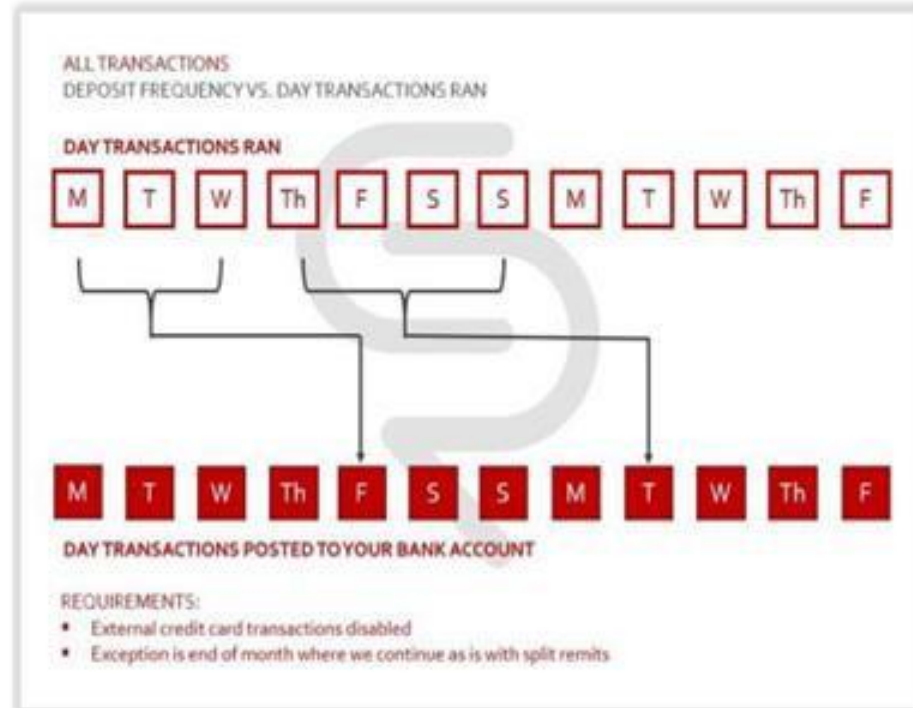 ALL TRANSACTIONS
DEPOSIT FREQUENCY VS. DAY TRANSACTIONS RAN
DAY TRANSACTIONS RAN
M T W Th F S S M T W Th F
M T W Th F S S M T W Th F
DAY TRANSACTIONS POSTED TO YOUR BANK ACCOUNT
REQUIREMENTS:
▪ External credit card transactions disabled
▪ Exception is end of month where we continue as is with split remits